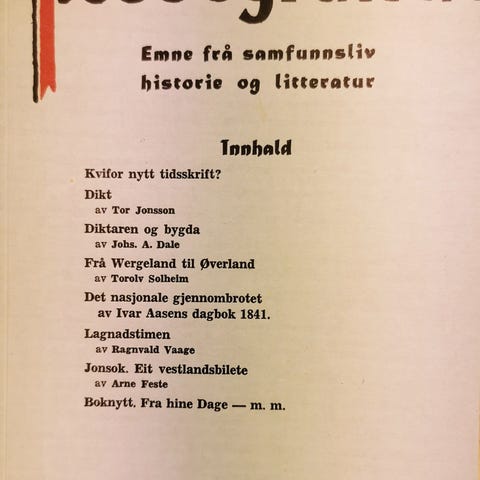 Emne frå samfunnsliv
historie og litteratur
Innhald
Kvifor nytt tidsskrift?
Dikt
av Tor Jonsson
Diktaren og bygda
av Johs. A. Dale
Frå Wergeland til Øverland
av Torolv Solheim
Det nasjonale gjennombrotet
av Ivar Aasens dagbok 1841.
Lagnadstimen
av Ragnvald Vaage
Jonsok. Eit vestlandsbilete
av Arne Feste
Boknytt. Fra hine Dage — m. m.